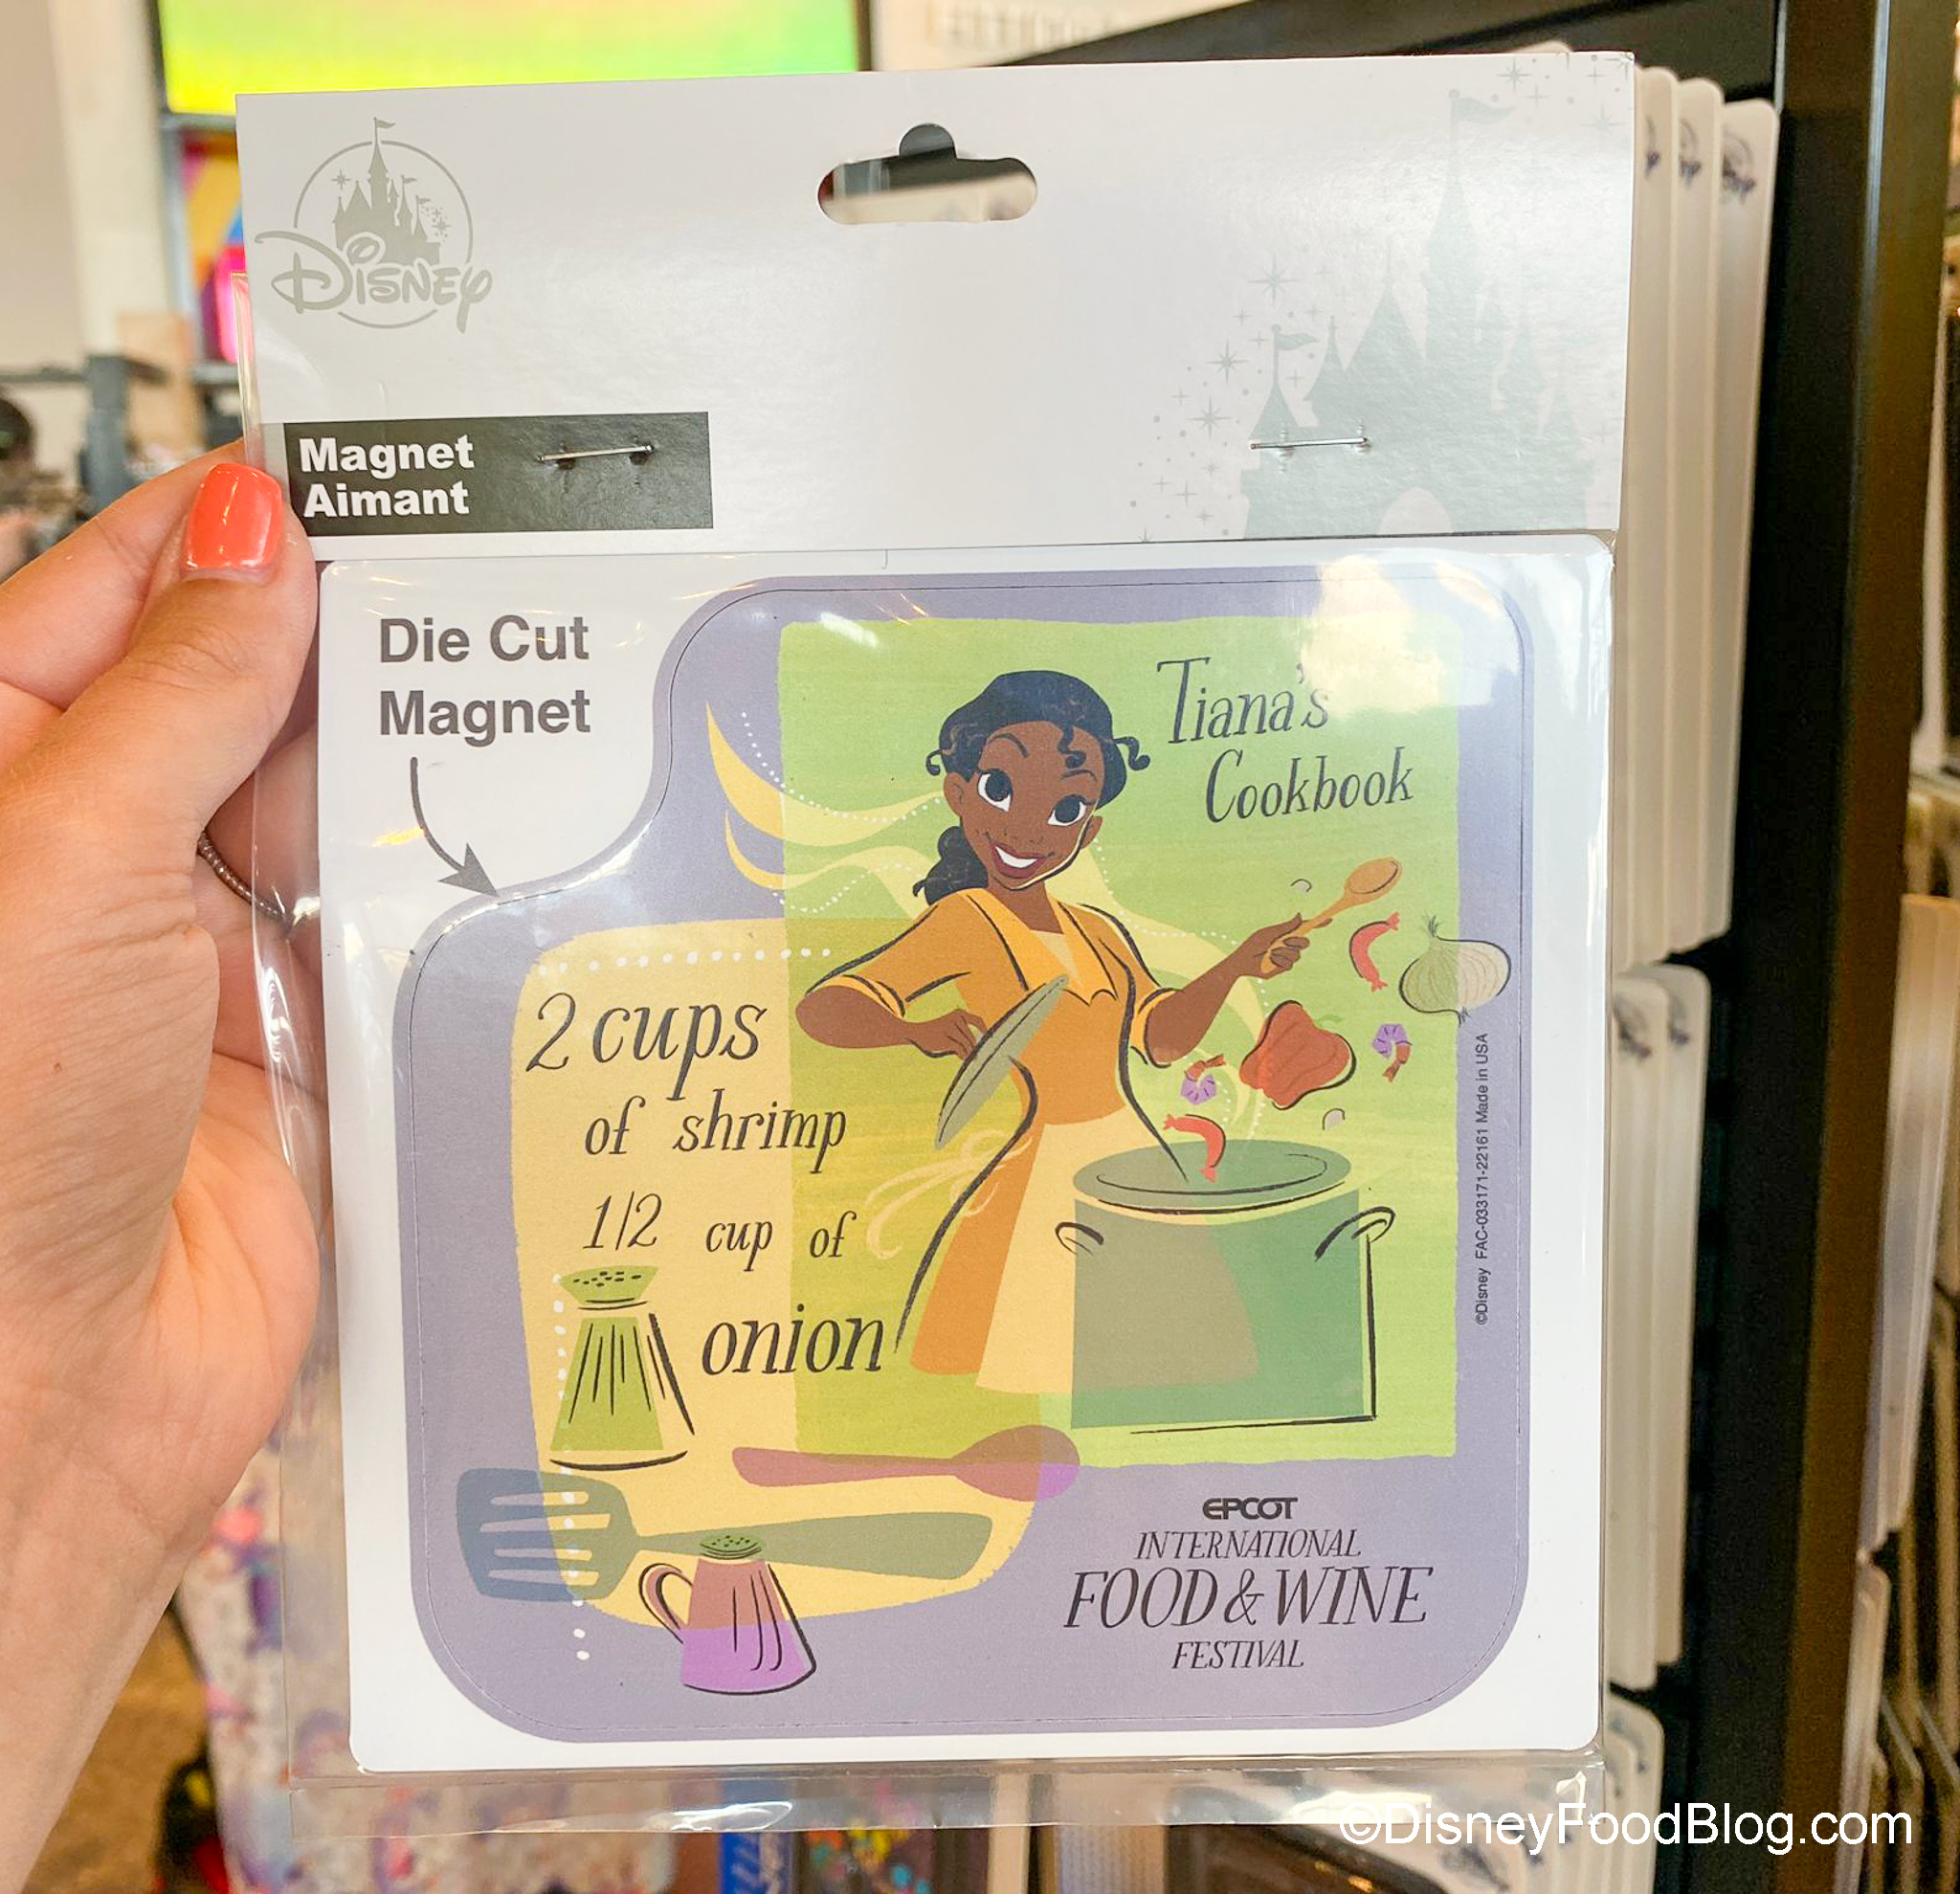 Disney
Magnet
Aimant
Die Cut
Magnet
Tiana's
Cookbook
2 cups
of shrimp
1/2 cup of
onion
©Disney FAC-033171-22161 Made in USA
EPCOT
INTERNATIONAL
FOOD & WINE
FESTIVAL
©DisneyFoodBlog.com